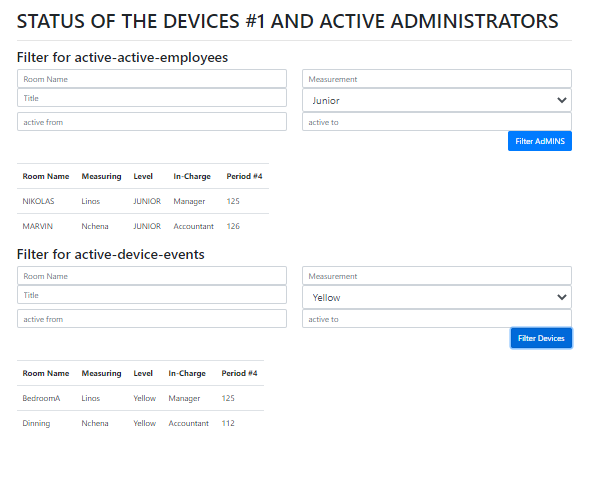 STATUS OF THE DEVICES #1 AND ACTIVE ADMINISTRATORS
Filter for active-active-employees
Room Name Measurement
Title Junior
active from active to
Filter AdMINS
Room Name Measuring Level In-Charge Period #4
NIKOLAS Linos JUNIOR Manager 125
MARVIN Nchena JUNIOR Accountant 126
Filter for active-device-events
Room Name Measurement
Title Yellow
active from active to
Filter Devices
Room Name Measuring Level In-Charge Period #4
BedroomA Linos Yellow Manager 125
Dinning Nchena Yellow Accountant 112